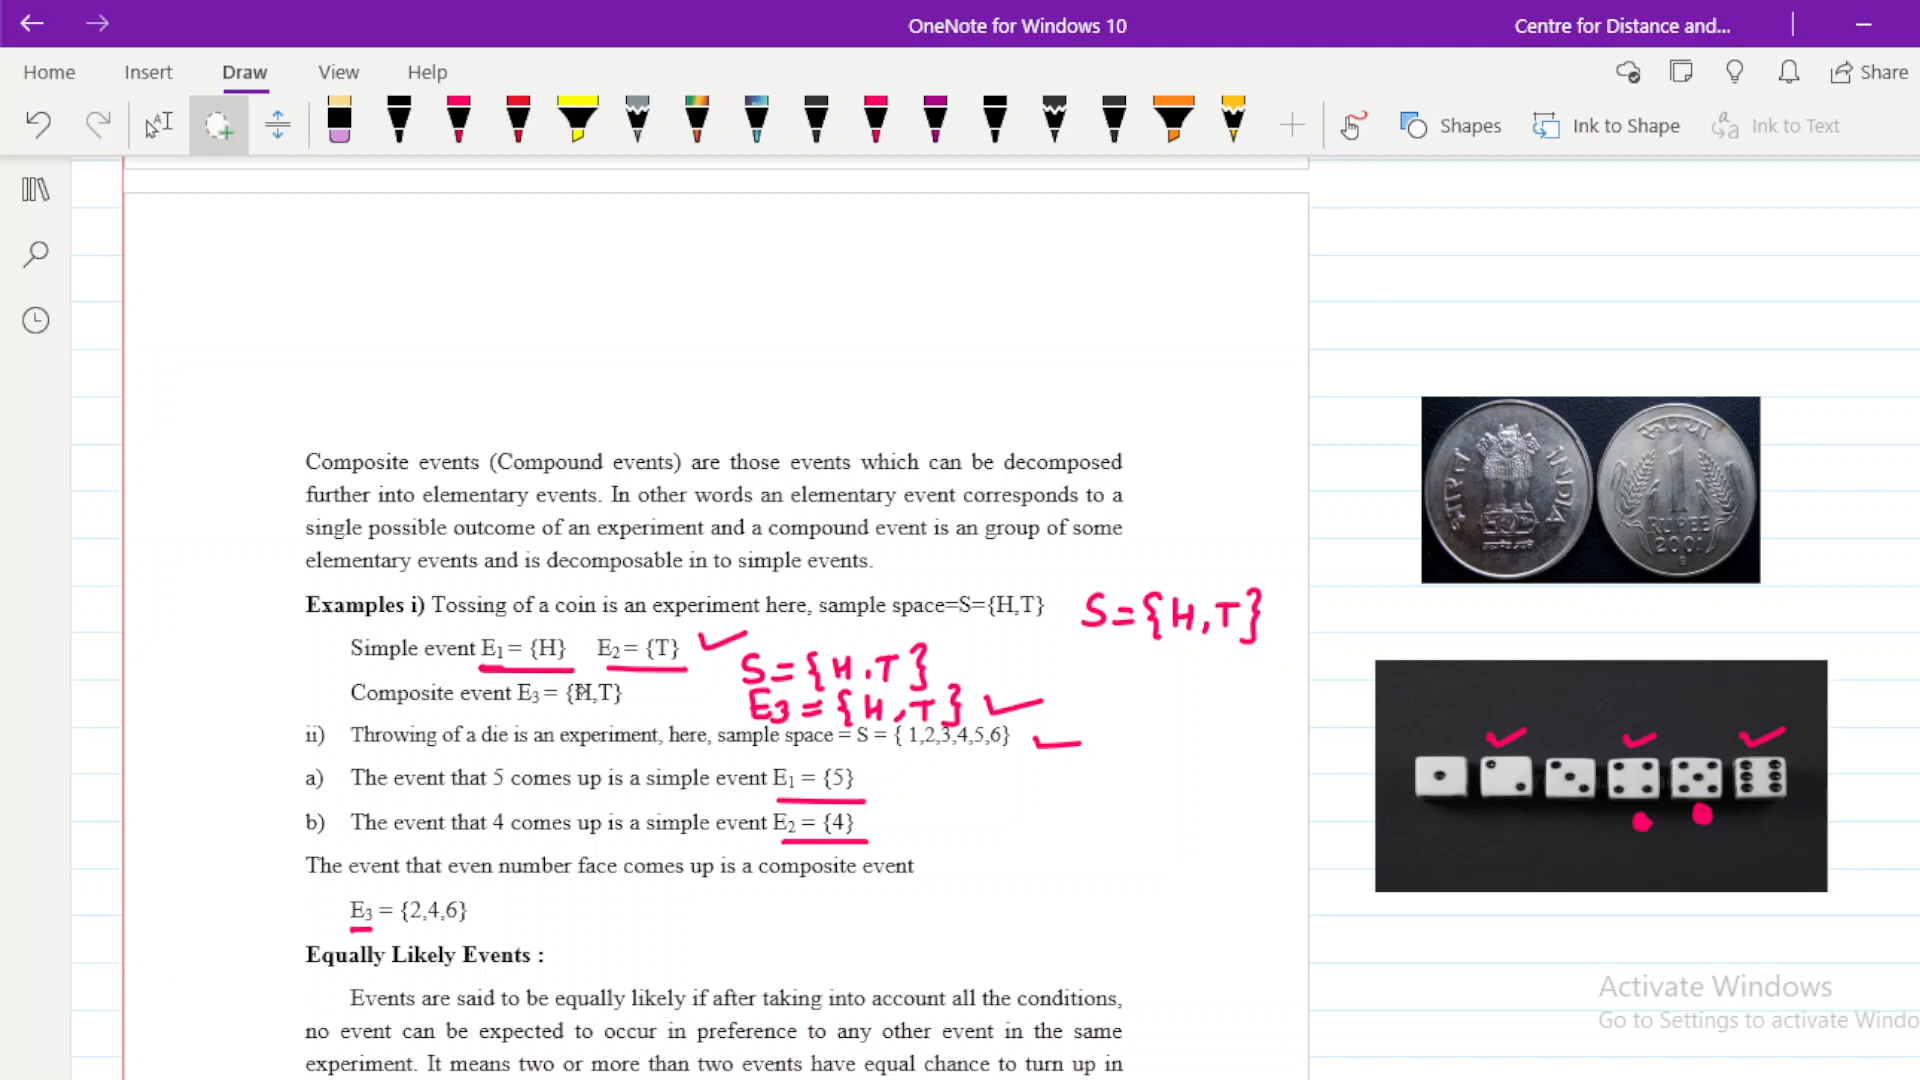 OneNote for Windows 10
Centre for Distance and...
Home Insert Draw View Help
Share
Shapes Ink to Shape Ink to Text
Composite events (Compound events) are those events which can be decomposed
further into elementary events. In other words an elementary event corresponds to a
single possible outcome of an experiment and a compound event is an group of some
elementary events and is decomposable in to simple events.
Examples i) Tossing of a coin is an experiment here, sample space=S={H,T}
S={H,T}
Simple event E1 = {H} E2 = {T}
S={H,T}
Composite event E3 = {H,T}
E3={H,T}
ii) Throwing of a die is an experiment, here, sample space = S = { 1,2,3,4,5,6}
a) The event that 5 comes up is a simple event E1 = {5}
b) The event that 4 comes up is a simple event E2 = {4}
The event that even number face comes up is a composite event
E3 = {2,4,6}
Equally Likely Events :
Events are said to be equally likely if after taking into account all the conditions,
no event can be expected to occur in preference to any other event in the same
experiment. It means two or more than two events have equal chance to turn up in
भारत INDIA
रूपया
1
RUPEE
2001
Activate Windows
Go to Settings to activate Windo